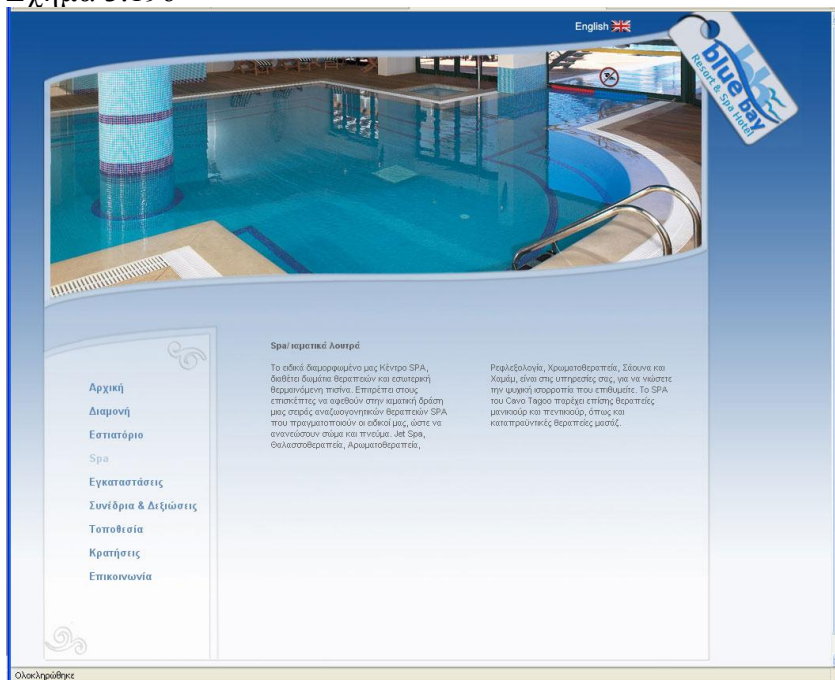 English
blue bay
Resort & Spa Hotel
Αρχική
Διαμονή
Εστιατόριο
Spa
Εγκαταστάσεις
Συνέδρια & Δεξιώσεις
Τοποθεσία
Κρατήσεις
Επικοινωνία
Spa/ ιαματικά Λουτρά
Το ειδικά διαμορφωμένο μας Κέντρο SPA,
διαθέτει δωμάτια θεραπειών και εσωτερική
θερμαινόμενη πισίνα. Επιτρέπει στους
επισκέπτες να αφεθούν στην ιαματική δράση
μιας σειράς αναζωογονητικών θεραπειών SPA
που πραγματοποιούν οι ειδικοί μας, ώστε να
ανανεώσουν σώμα και πνεύμα. Jet Spa,
Θαλασσοθεραπεία, Αρωματοθεραπεία,
Ρεφλεξολογία, Χρωματοθεραπεία, Σάουνα και
Χαμάμ, είναι στις υπηρεσίες σας, για να νιώσετε
την ψυχική ισορροπία που επιθυμείτε. Το SPA
του Cavo Tagoo παρέχει επίσης θεραπείες
μανικιούρ και πεντικιούρ, όπως και
καταπραϋντικές θεραπείες μασάζ.
Ολοκληρώθηκε